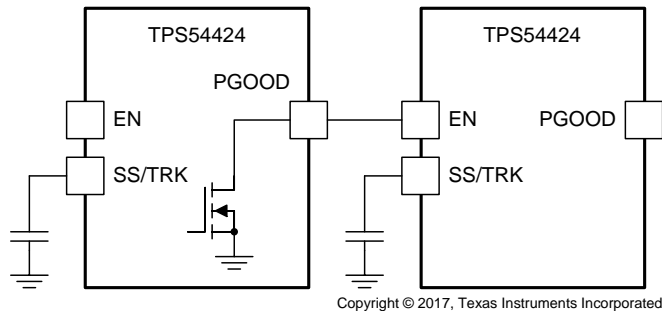 TPS54424
PGOOD
EN
SS/TRK
TPS54424
EN
PGOOD
SS/TRK
Copyright © 2017, Texas Instruments Incorporated